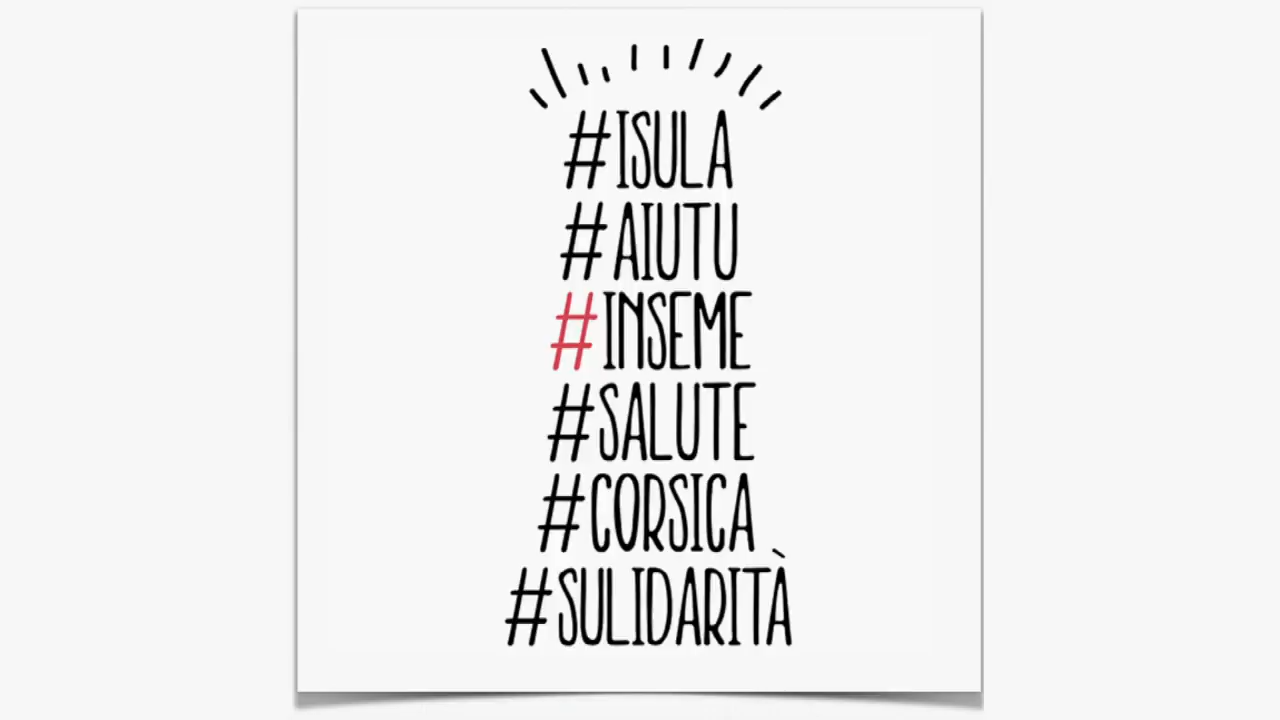 #ISULA
#AIUTU
#INSEME
#SALUTE
#CORSICA
#SULIDARITÀ